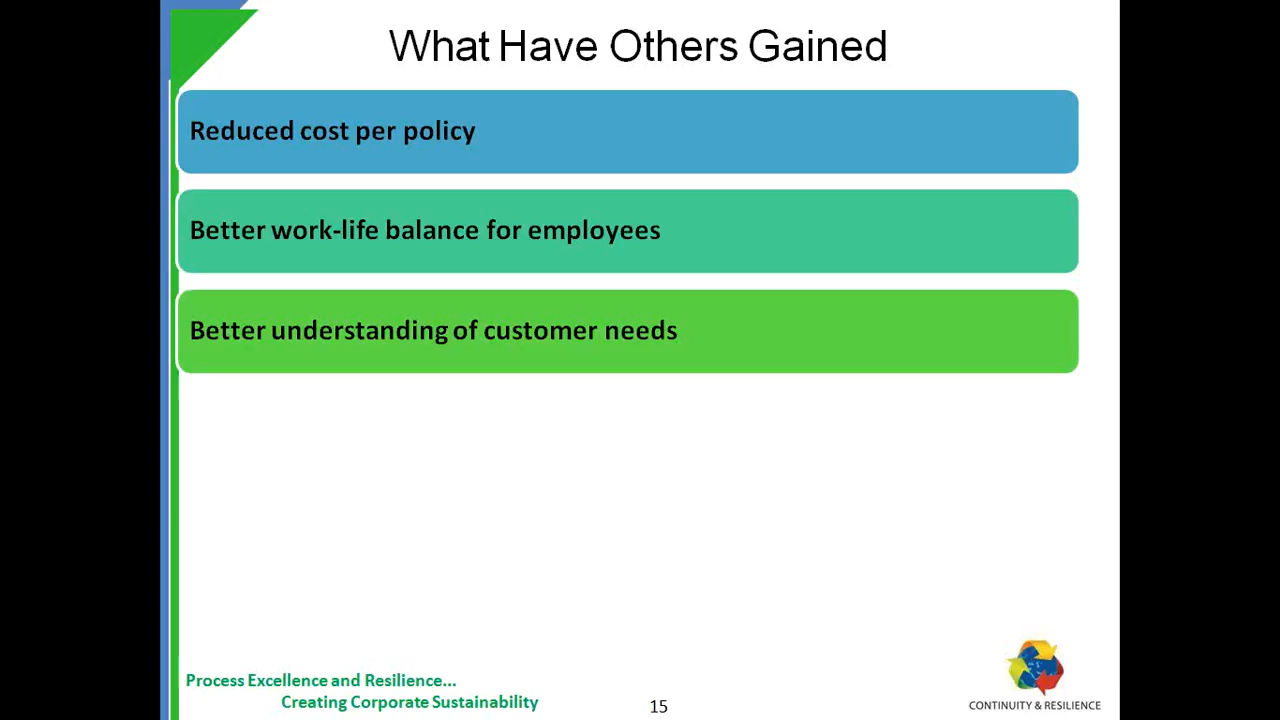 What Have Others Gained
Reduced cost per policy
Better work-life balance for employees
Better understanding of customer needs
Process Excellence and Resilience...
Creating Corporate Sustainability
15
CONTINUITY & RESILIENCE